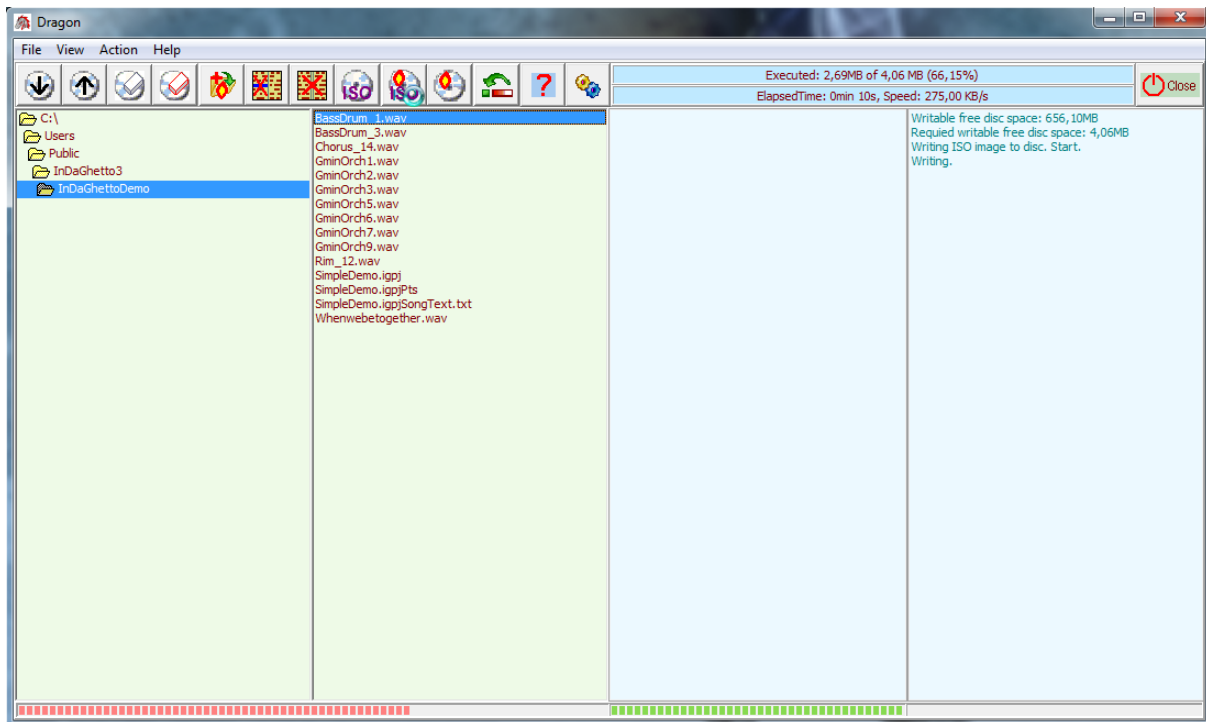 Dragon
File View Action Help
ISO
ISO
?
Executed: 2,69MB of 4,06 MB (66,15%)
ElapsedTime: 0min 10s, Speed: 275,00 KB/s
Close
C:\
Users
Public
InDaGhetto3
InDaGhettoDemo
BassDrum_1.wav
BassDrum_3.wav
Chorus_14.wav
GminOrch1.wav
GminOrch2.wav
GminOrch3.wav
GminOrch5.wav
GminOrch6.wav
GminOrch7.wav
GminOrch9.wav
Rim_12.wav
SimpleDemo.igpj
SimpleDemo.igpjPts
SimpleDemo.igpjSongText.txt
Whenwebetogether.wav
Writable free disc space: 656,10MB
Requied writable free disc space: 4,06MB
Writing ISO image to disc. Start.
Writing.